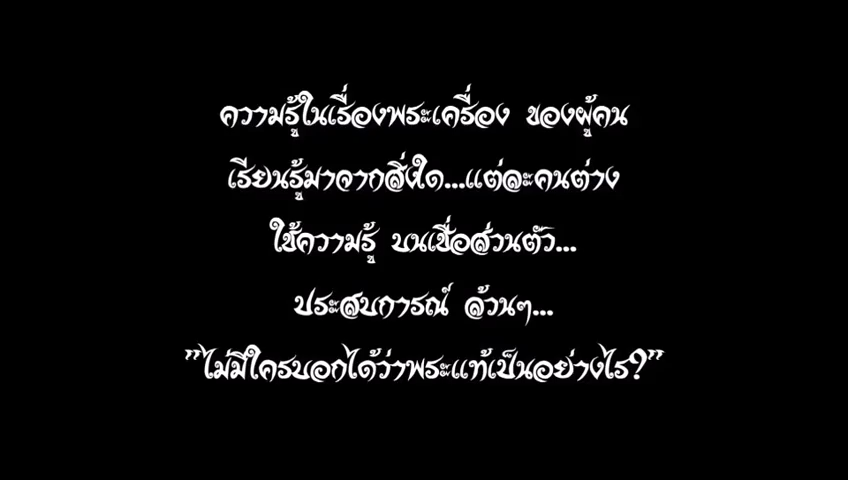 ความรู้ในเรื่องพระเครื่อง ของผู้คน
เรียนรู้มาจากสิ่งใด...แต่ละคนต่าง
ใช้ความรู้ บนเชื่อส่วนตัว...
ประสบการณ์ ล้วนๆ...
"ไม่มีใครบอกได้ว่าพระแท้เป็นอย่างไร?"